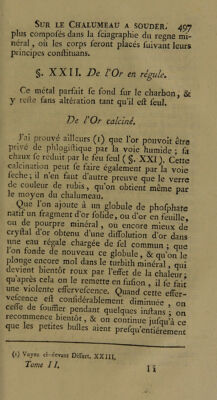 SUR LE CHALUMEAU A SOUDER. 497
plus composés dans la sciagraphie du regne mi-
néral, où les corps seront placés suivant leurs
principes constituans.
§. XXII. De l'Or en régule.
Ce métal parfait se fond sur le charbon, &
y reste sans altération tant qu'il est seul.
De l'Or calciné.
J'ai prouvé ailleurs (1) que l'or pouvoit être
privé de phlogistique par la voie humide ; sa
chaux se réduit par le feu seul (§. XXI). Cette
calcination peut se faire également par la voie
seche ; il n'en faut d'autre preuve que le verre
de couleur de rubis, qu'on obtient même par
le moyen du chalumeau.
Que l'on ajoute à un globule de phosphate
natif un fragment d'or solide, ou d'or en feuille,
ou de pourpre minéral, ou encore mieux de
crystal d'or obtenu d'une dissolution d'or dans
une eau régale chargée de sel commun ; que
l'on fonde de nouveau ce globule, & qu'on le
plonge encore mol dans le turbith minéral, qui
devient bientôt roux par l'effet de la chaleur ;
qu'après cela on le remette en fusion, il se fait
une violente effervescence. Quand cette effer-
vescence est considérablement diminuée, on
cesse de souffler pendant quelques instans ; on
recommence bientôt, & on continue jusqu'à ce
que les petites bulles aient presqu'entiérement
(1) Voyez ci-devant Dissert. XXIII,
Tome II. I i